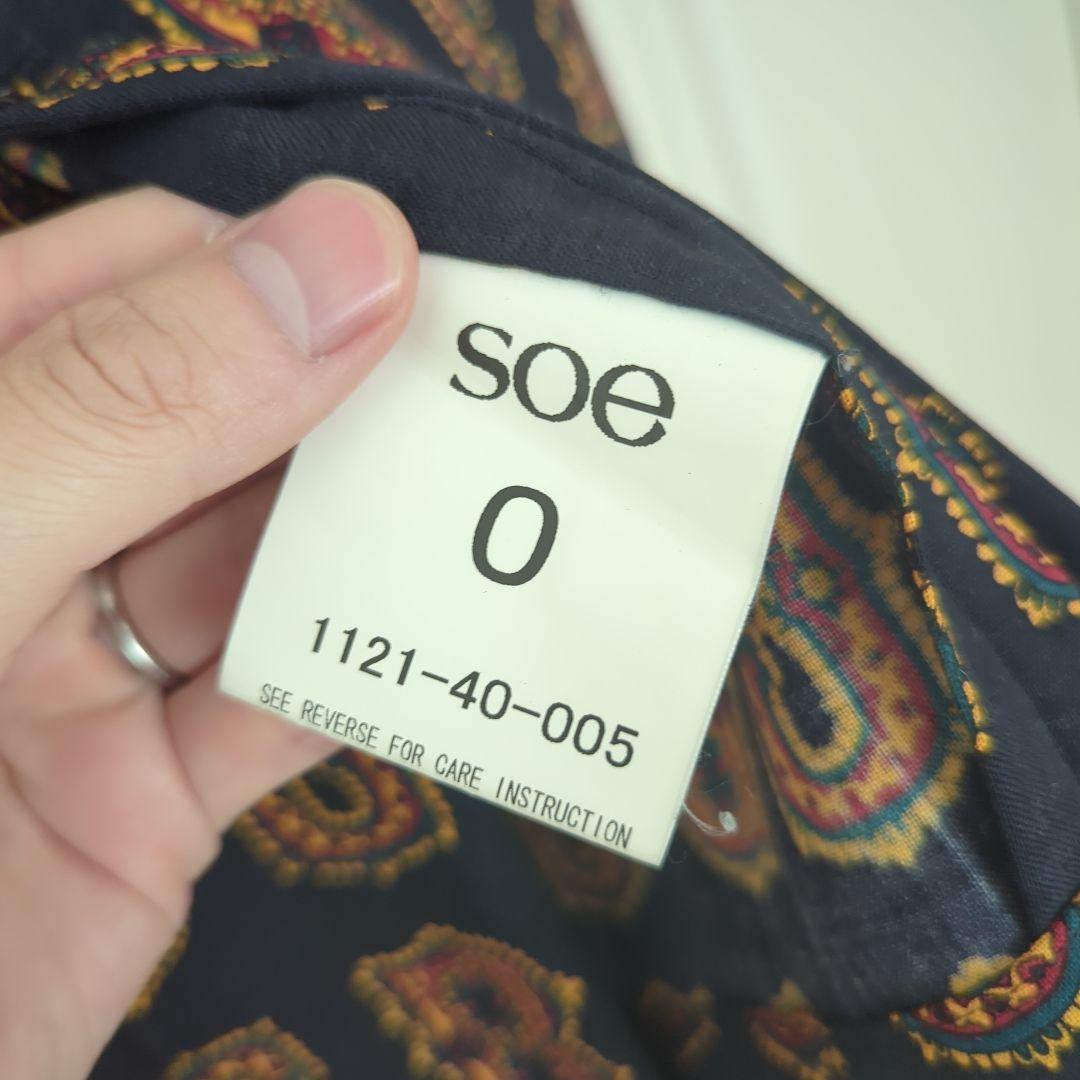 soe
0
1121-40-005
SEE REVERSE FOR CARE INSTRUCTION